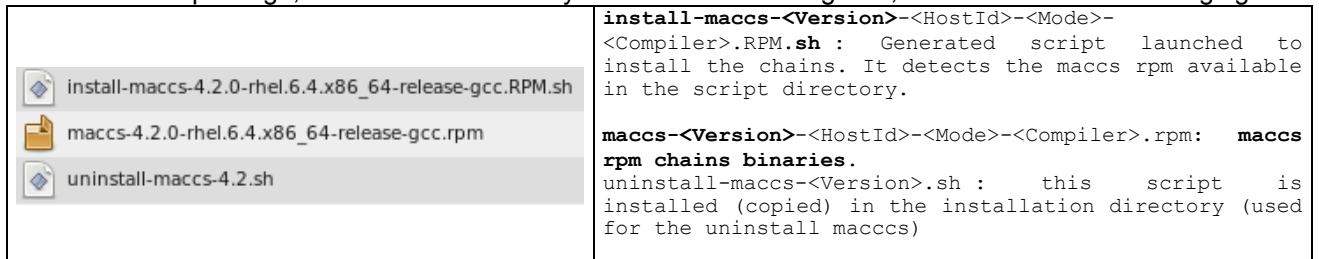 install-maccs-4.2.0-rhel.6.4.x86_64-release-gcc.RPM.sh
maccs-4.2.0-rhel.6.4.x86_64-release-gcc.rpm
uninstall-maccs-4.2.sh
install-maccs-<Version>-<HostId>-<Mode>-
<Compiler>.RPM.sh : Generated script launched to
install the chains. It detects the maccs rpm available
in the script directory.
maccs-<Version>-<HostId>-<Mode>-<Compiler>.rpm: maccs
rpm chains binaries.
uninstall-maccs-<Version>.sh : this script is
installed (copied) in the installation directory (used
for the uninstall macccs)